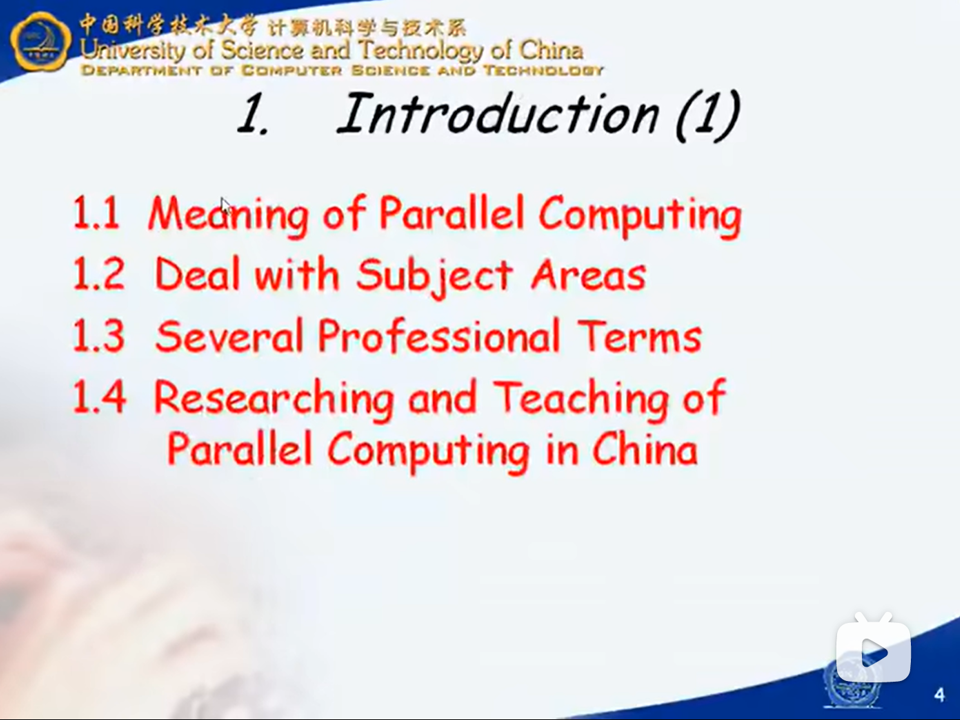 中国科学技术大学 计算机科学与技术系
University of Science and Technology of China
DEPARTMENT OF COMPUTER SCIENCE AND TECHNOLOGY
1. Introduction (1)
1.1 Meaning of Parallel Computing
1.2 Deal with Subject Areas
1.3 Several Professional Terms
1.4 Researching and Teaching of
Parallel Computing in China
4